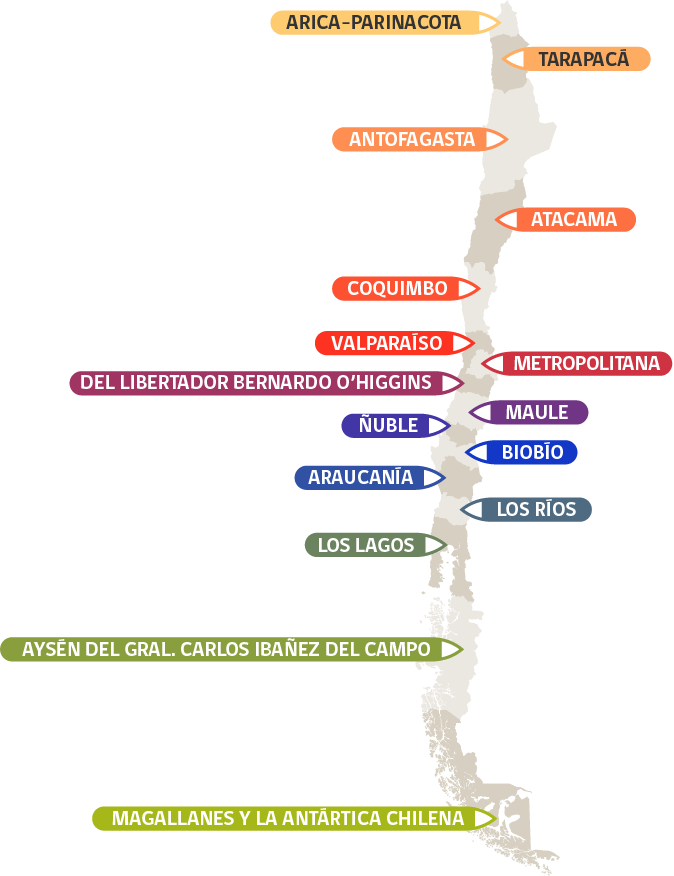 ARICA-PARINACOTA
TARAPACÁ
ANTOFAGASTA
ATACAMA
COQUIMBO
VALPARAÍSO
METROPOLITANA
DEL LIBERTADOR BERNARDO O'HIGGINS
MAULE
ÑUBLE
BIOBÍO
ARAUCANÍA
LOS RÍOS
LOS LAGOS
AYSÉN DEL GRAL. CARLOS IBAÑEZ DEL CAMPO
MAGALLANES Y LA ANTÁRTICA CHILENA